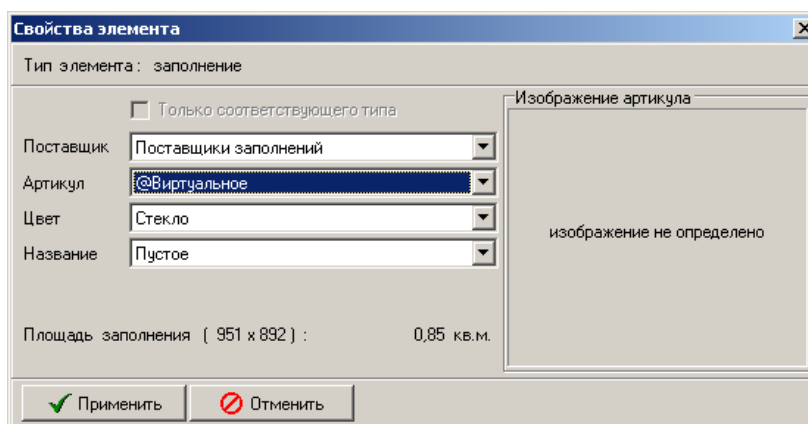 Свойства элемента
Тип элемента: заполнение
Только соответствующего типа
Изображение артикула
Поставщик Поставщики заполнений
Артикул @Виртуальное
Цвет Стекло
изображение не определено
Название Пустое
Площадь заполнения ( 951 x 892 ) : 0,85 кв.м.
Применить Отменить